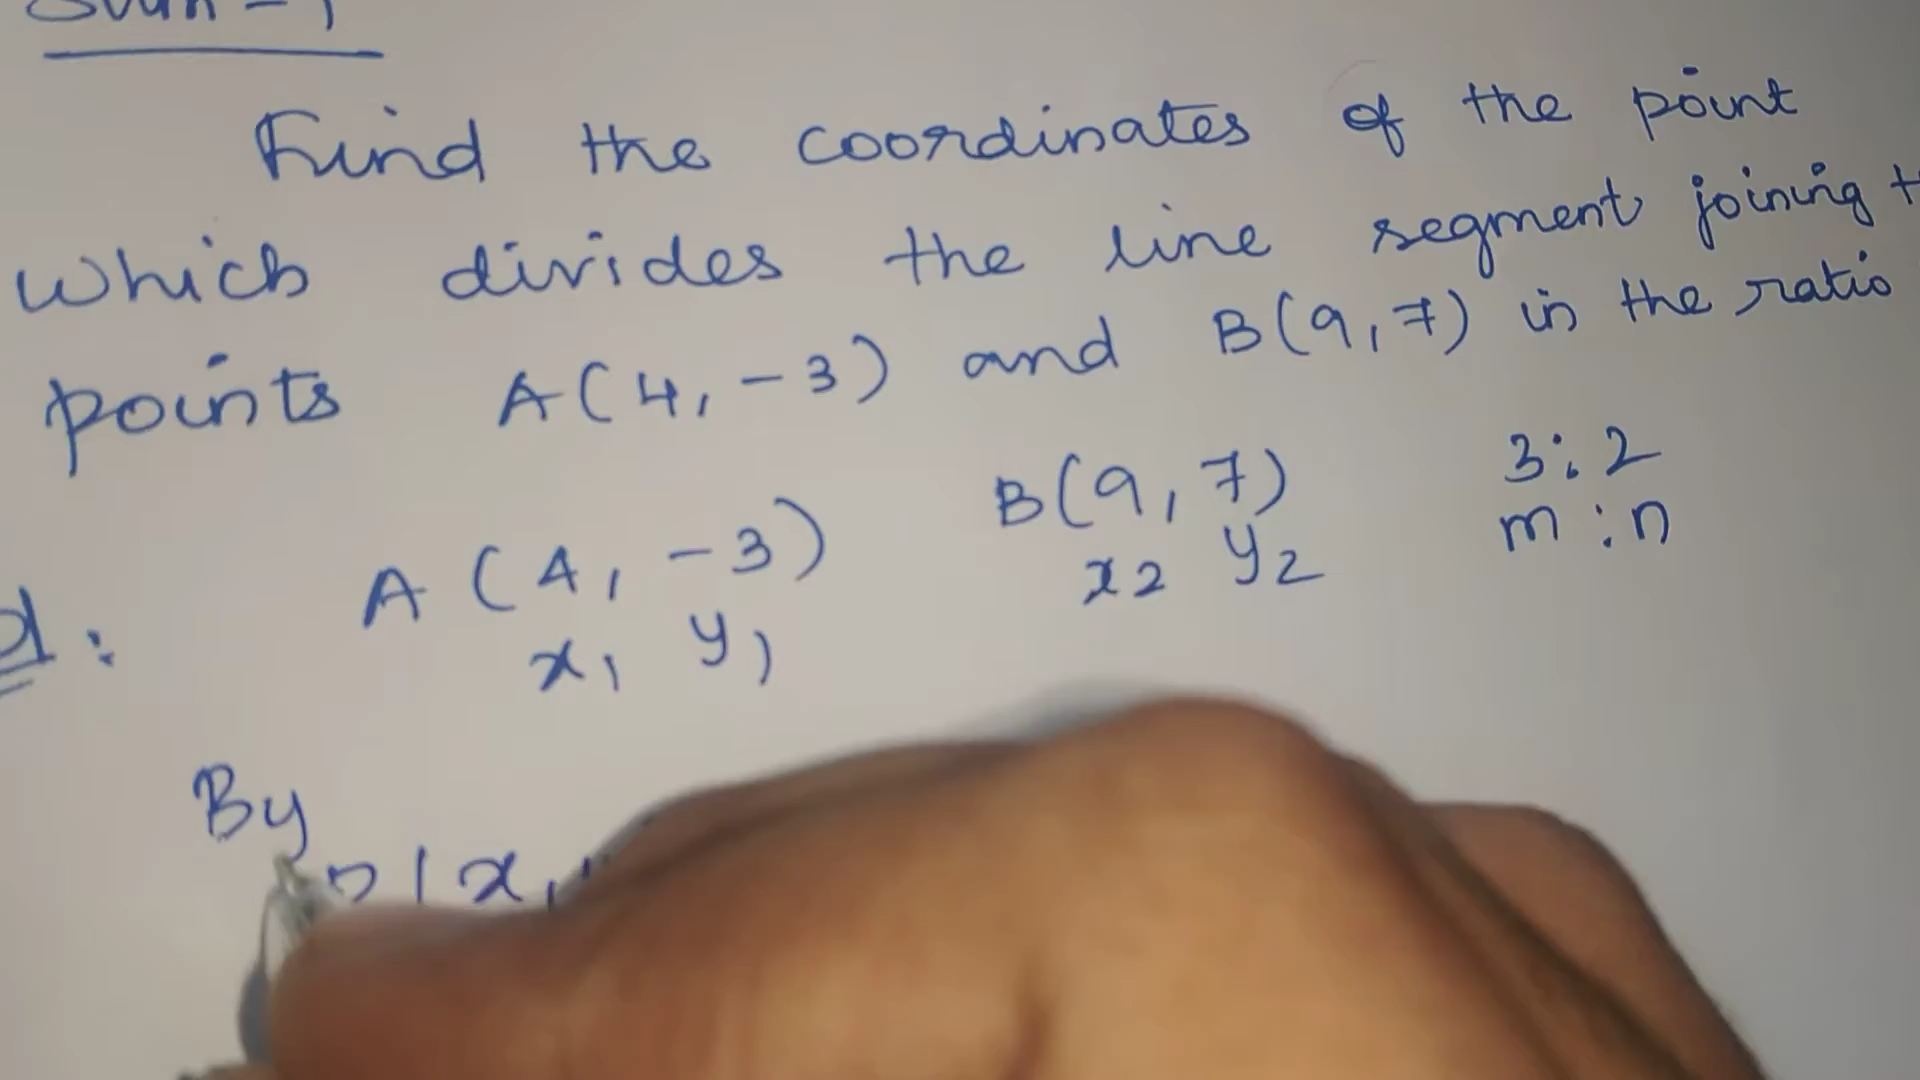 Find the coordinates of the point
which divides the line segment joining
points A(4, -3) and B(9, 7) in the ratio
A (4, -3) B(9, 7) 3:2
x1 y1 x2 y2 m:n
By